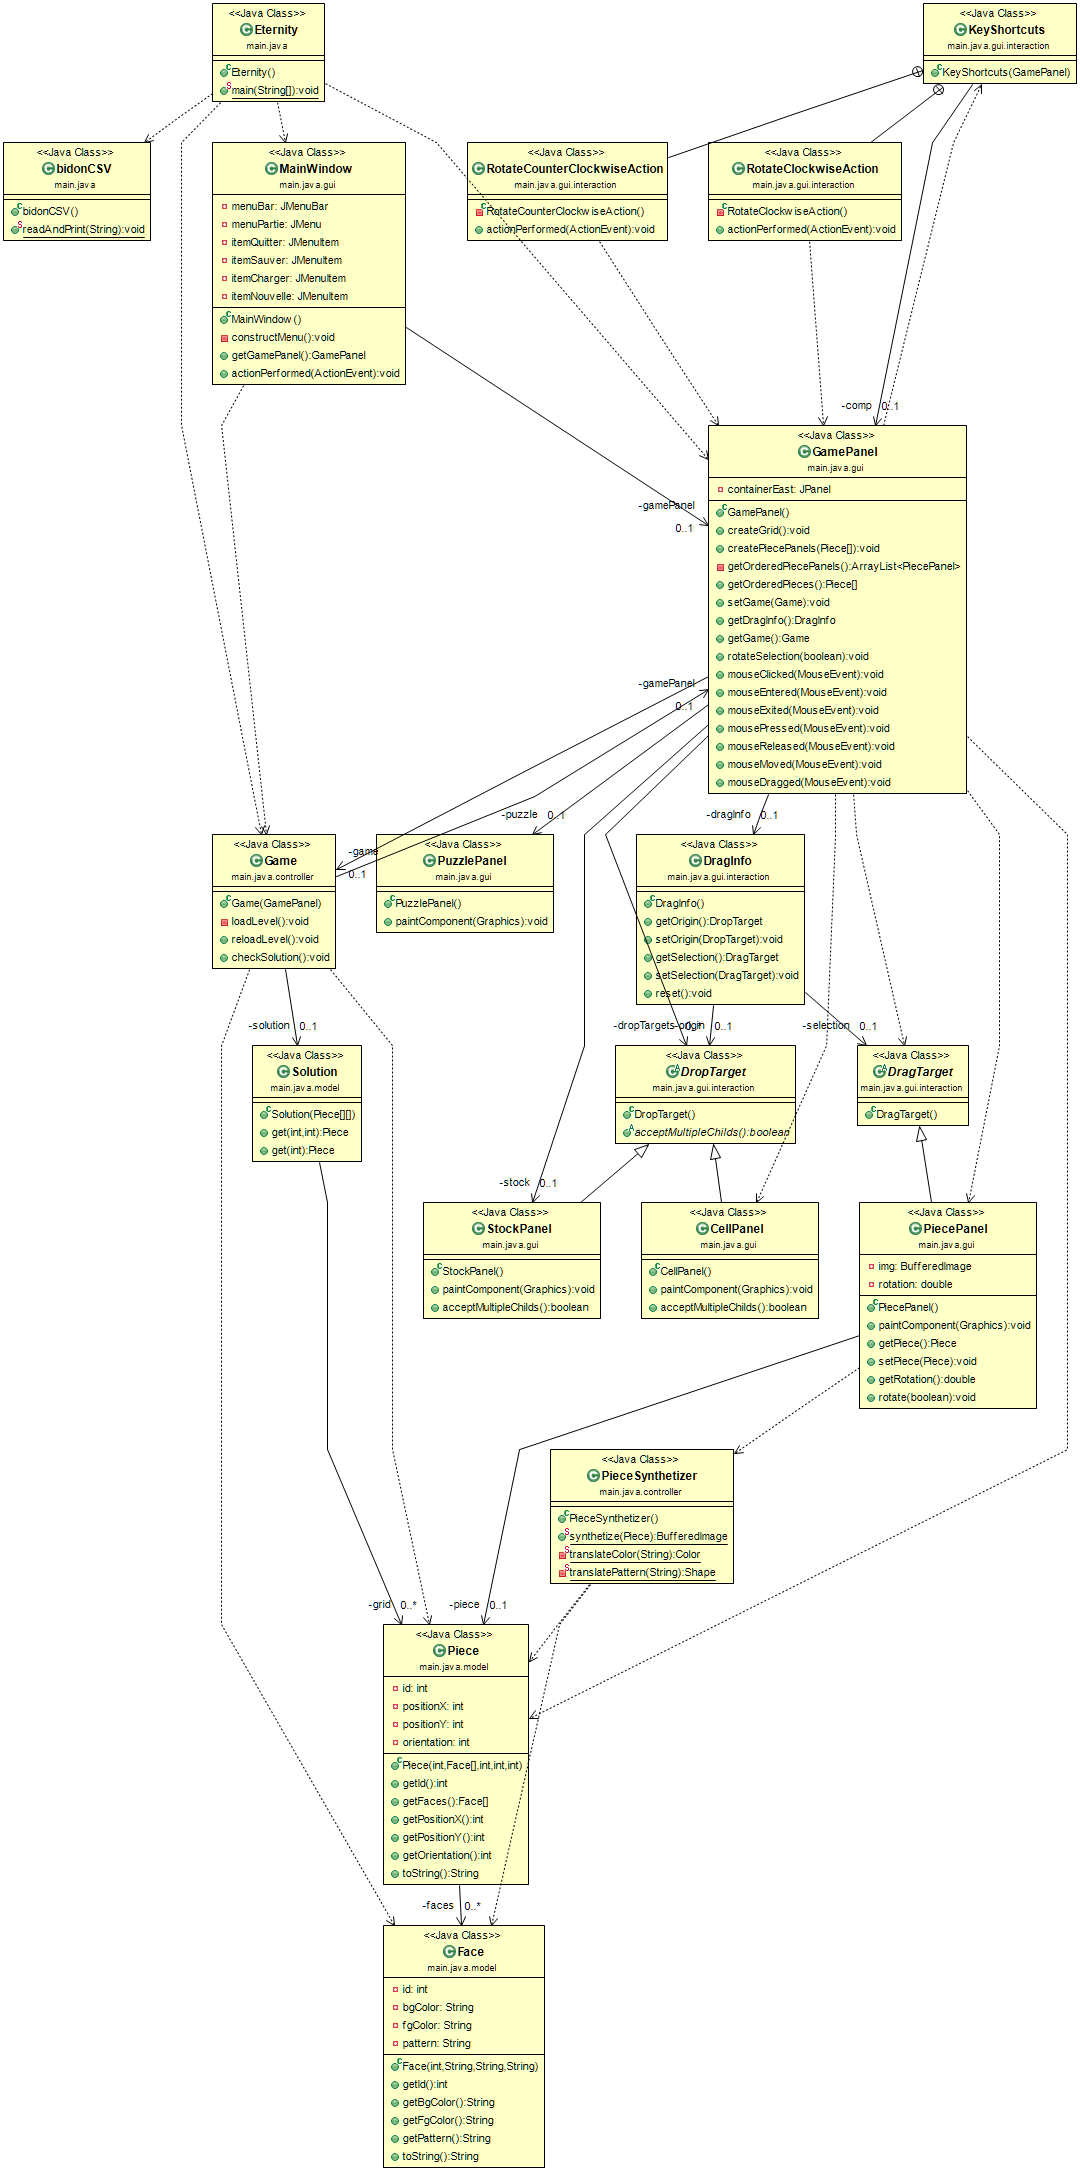 <<Java Class>>
Eternity
main.java
Eternity()
main(String[]):void
<<Java Class>>
KeyShortcuts
main.java.gui.interaction
KeyShortcuts(GamePanel)
<<Java Class>>
bidonCSV
main.java
bidonCSV()
readAndPrint(String):void
<<Java Class>>
MainWindow
main.java.gui
menuBar: JMenuBar
menuPartie: JMenu
itemQuitter: JMenuItem
itemSauver: JMenuItem
itemCharger: JMenuItem
itemNouvelle: JMenuItem
MainWindow()
constructMenu():void
getGamePanel():GamePanel
actionPerformed(ActionEvent):void
<<Java Class>>
RotateCounterClockwiseAction
main.java.gui.interaction
RotateCounterClockwiseAction()
actionPerformed(ActionEvent):void
<<Java Class>>
RotateClockwiseAction
main.java.gui.interaction
RotateClockwiseAction()
actionPerformed(ActionEvent):void
-comp 0..1
<<Java Class>>
GamePanel
main.java.gui
containerEast: JPanel
GamePanel()
createGrid():void
createPiecePanels(Piece[]):void
getOrderedPiecePanels():ArrayList<PiecePanel>
getOrderedPieces():Piece[]
setGame(Game):void
getDragInfo():DragInfo
getGame():Game
rotateSelection(boolean):void
mouseClicked(MouseEvent):void
mouseEntered(MouseEvent):void
mouseExited(MouseEvent):void
mousePressed(MouseEvent):void
mouseReleased(MouseEvent):void
mouseMoved(MouseEvent):void
mouseDragged(MouseEvent):void
-gamePanel
0..1
-gamePanel
0..1
-puzzle 0..1
-dragInfo 0..1
-game
0..1
<<Java Class>>
Game
main.java.controller
Game(GamePanel)
loadLevel():void
reloadLevel():void
checkSolution():void
<<Java Class>>
PuzzlePanel
main.java.gui
PuzzlePanel()
paintComponent(Graphics):void
<<Java Class>>
DragInfo
main.java.gui.interaction
DragInfo()
getOrigin():DropTarget
setOrigin(DropTarget):void
getSelection():DragTarget
setSelection(DragTarget):void
reset():void
-solution 0..1
-dropTargets 0..*
-origin 0..1
-selection 0..1
<<Java Class>>
Solution
main.java.model
Solution(Piece[][])
get(int,int):Piece
get(int):Piece
<<Java Class>>
DropTarget
main.java.gui.interaction
DropTarget()
acceptMultipleChilds():boolean
<<Java Class>>
DragTarget
main.java.gui.interaction
DragTarget()
-stock 0..1
<<Java Class>>
StockPanel
main.java.gui
StockPanel()
paintComponent(Graphics):void
acceptMultipleChilds():boolean
<<Java Class>>
CellPanel
main.java.gui
CellPanel()
paintComponent(Graphics):void
acceptMultipleChilds():boolean
<<Java Class>>
PiecePanel
main.java.gui
img: BufferedImage
rotation: double
PiecePanel()
paintComponent(Graphics):void
getPiece():Piece
setPiece(Piece):void
getRotation():double
rotate(boolean):void
<<Java Class>>
PieceSynthetizer
main.java.controller
PieceSynthetizer()
synthetize(Piece):BufferedImage
translateColor(String):Color
translatePattern(String):Shape
-grid 0..*
-piece 0..1
<<Java Class>>
Piece
main.java.model
id: int
positionX: int
positionY: int
orientation: int
Piece(int,Face[],int,int,int)
getId():int
getFaces():Face[]
getPositionX():int
getPositionY():int
getOrientation():int
toString():String
-faces 0..*
<<Java Class>>
Face
main.java.model
id: int
bgColor: String
fgColor: String
pattern: String
Face(int,String,String,String)
getId():int
getBgColor():String
getFgColor():String
getPattern():String
toString():String